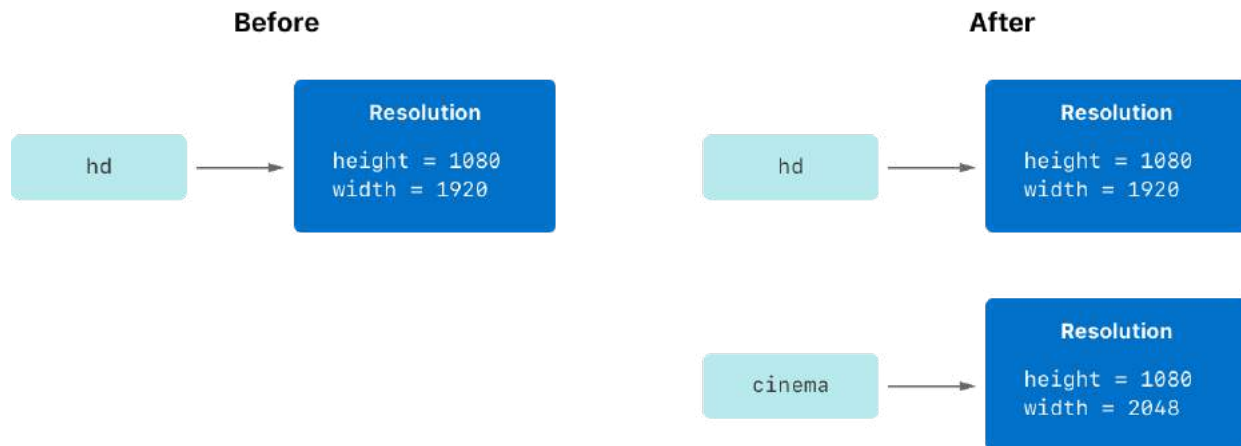 Before
Resolution
hd
height = 1080
width = 1920
After
Resolution
hd
height = 1080
width = 1920
Resolution
cinema
height = 1080
width = 2048